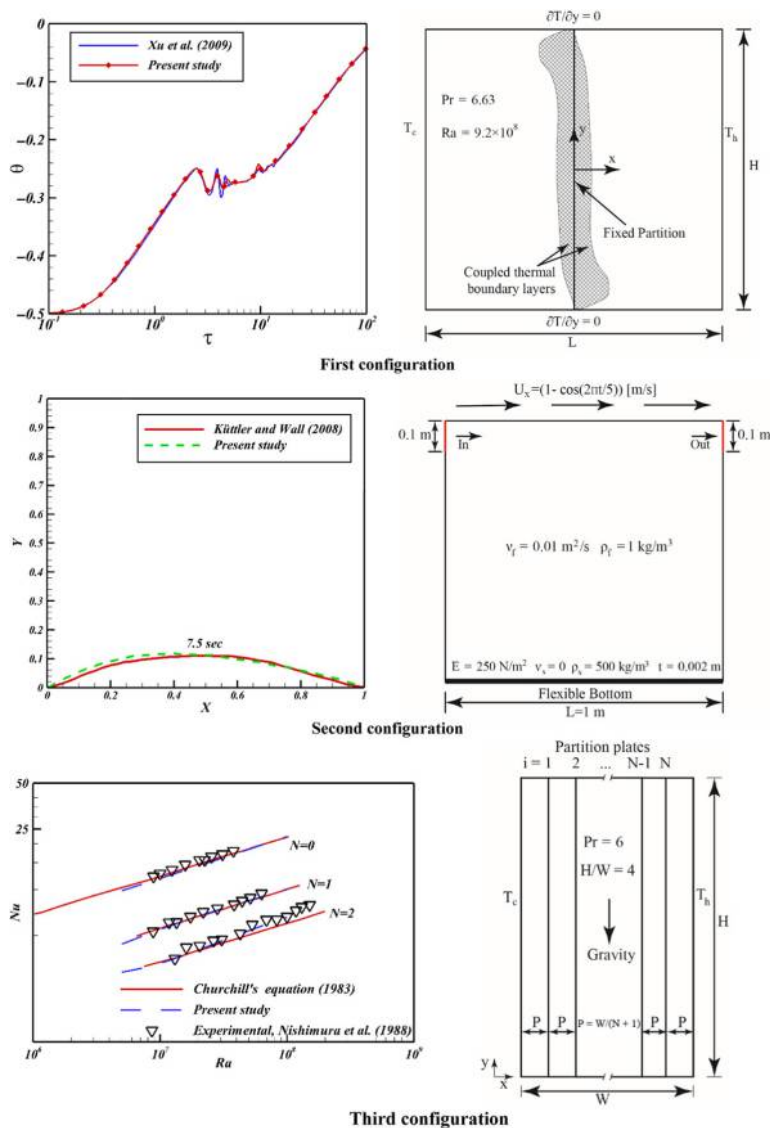 ∂T/∂y = 0
0
Xu et al. (2009)
Present study
-0.1
-0.2
θ
-0.3
-0.4
-0.5
10⁻¹
10⁰
10¹
10²
τ
Pr = 6.63
T_c
Ra = 9.2×10⁸
y
T_h
H
x
Fixed Partition
Coupled thermal
boundary layers
∂T/∂y = 0
L
First configuration
U_x=(1- cos(2πt/5)) [m/s]
1
Küttler and Wall (2008)
Present study
0.9
0.8
0.7
0.6
0.5
Y
0.4
0.3
0.2
0.1
0
7.5 sec
0
0.2
0.4
0.6
0.8
1
X
0.1 m
In
Out
0.1 m
ν_f = 0.01 m²/s ρ_f = 1 kg/m³
E = 250 N/m² ν_s = 0 ρ_s = 500 kg/m³ t = 0.002 m
Flexible Bottom
L=1 m
Second configuration
50
25
Nu
N=0
N=1
N=2
Churchill's equation (1983)
Present study
Experimental, Nishimura et al. (1988)
10⁶
10⁷
10⁸
10⁹
Ra
Partition plates
i = 1 2 ... N-1 N
Pr = 6
H/W = 4
T_c
T_h
H
Gravity
P P P = W/(N + 1) P P
y
x
W
Third configuration